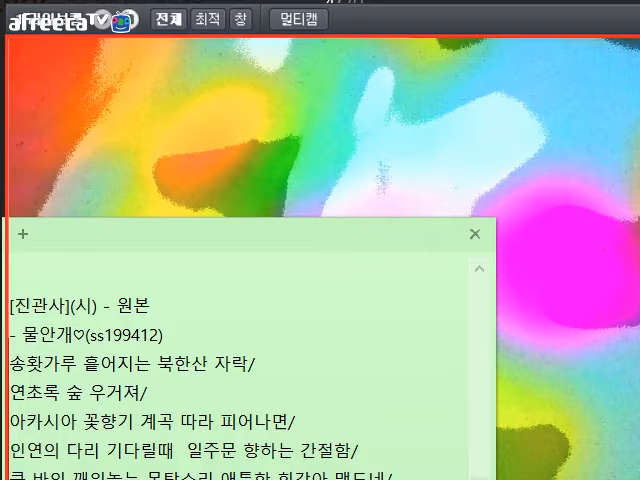 afreeca TV
전체 최적 창 멀티캠
[진관사](시) - 원본
- 물안개♡(ss199412)
송홧가루 흩어지는 북한산 자락/
연초록 숲 우거져/
아카시아 꽃향기 계곡 따라 피어나면/
인연의 다리 기다릴때 일주문 향하는 간절함/